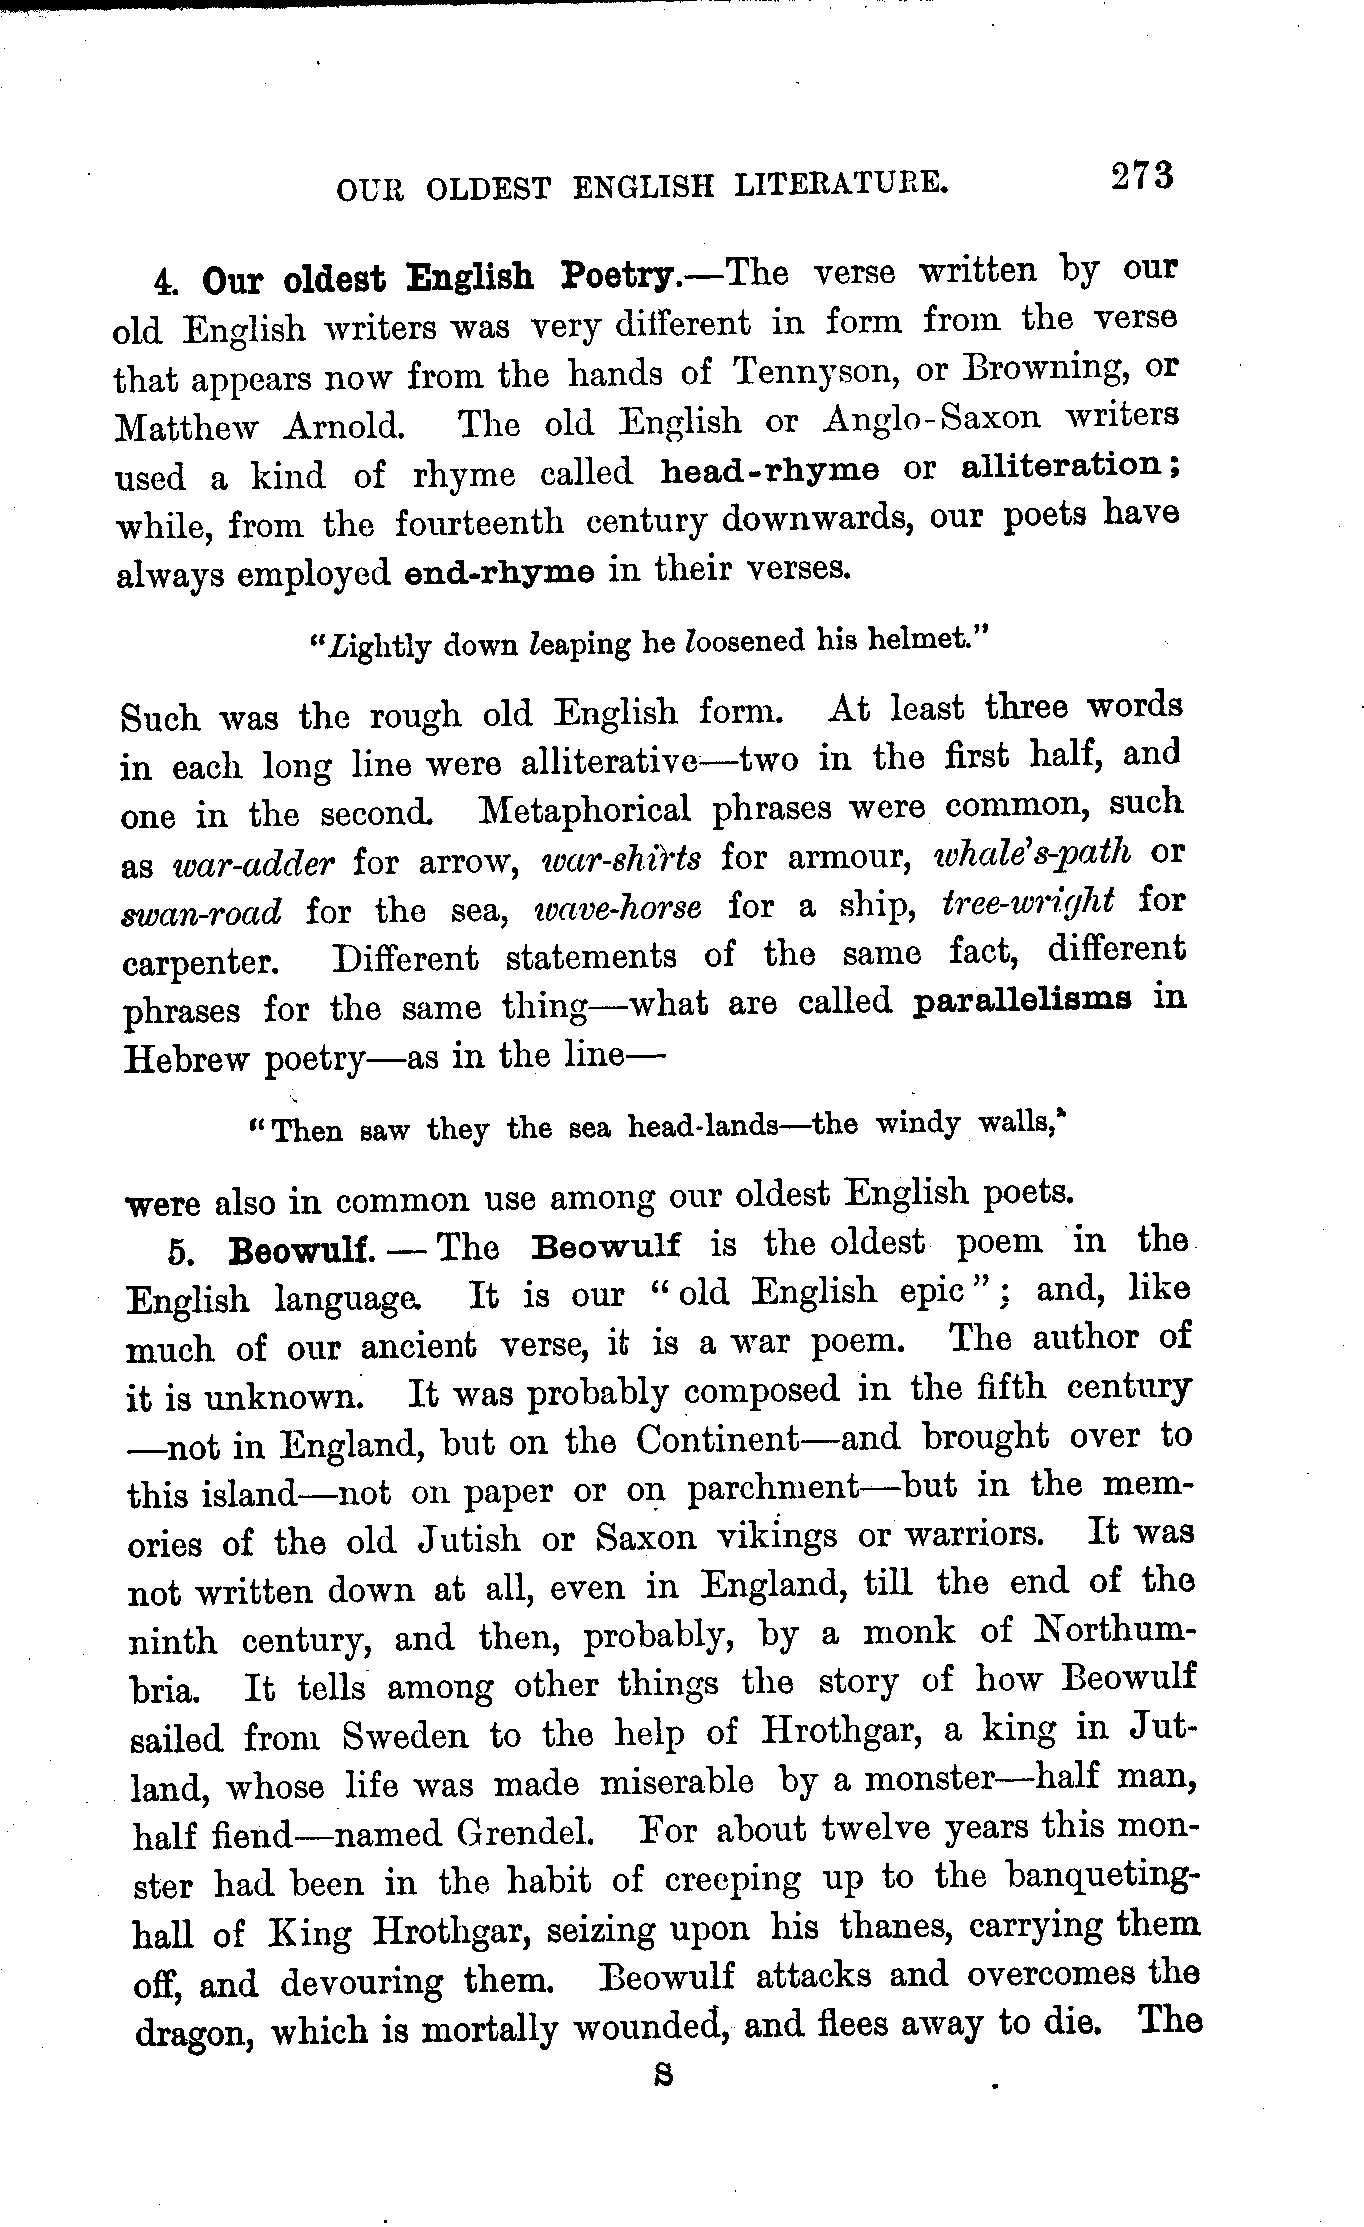 OUR OLDEST ENGLISH LITERATURE. 273
4. Our oldest English Poetry.—The verse written by our
old English writers was very different in form from the verse
that appears now from the hands of Tennyson, or Browning, or
Matthew Arnold. The old English or Anglo-Saxon writers
used a kind of rhyme called head-rhyme or alliteration;
while, from the fourteenth century downwards, our poets have
always employed end-rhyme in their verses.
"Lightly down leaping he loosened his helmet."
Such was the rough old English form. At least three words
in each long line were alliterative—two in the first half, and
one in the second. Metaphorical phrases were common, such
as war-adder for arrow, war-shirts for armour, whale's-path or
swan-road for the sea, wave-horse for a ship, tree-wright for
carpenter. Different statements of the same fact, different
phrases for the same thing—what are called parallelisms in
Hebrew poetry—as in the line—
"Then saw they the sea head-lands—the windy walls,"
were also in common use among our oldest English poets.
5. Beowulf.—The Beowulf is the oldest poem in the
English language. It is our "old English epic"; and, like
much of our ancient verse, it is a war poem. The author of
it is unknown. It was probably composed in the fifth century
—not in England, but on the Continent—and brought over to
this island—not on paper or on parchment—but in the mem-
ories of the old Jutish or Saxon vikings or warriors. It was
not written down at all, even in England, till the end of the
ninth century, and then, probably, by a monk of Northum-
bria. It tells among other things the story of how Beowulf
sailed from Sweden to the help of Hrothgar, a king in Jut-
land, whose life was made miserable by a monster—half man,
half fiend—named Grendel. For about twelve years this mon-
ster had been in the habit of creeping up to the banqueting-
hall of King Hrothgar, seizing upon his thanes, carrying them
off, and devouring them. Beowulf attacks and overcomes the
dragon, which is mortally wounded, and flees away to die. The
S